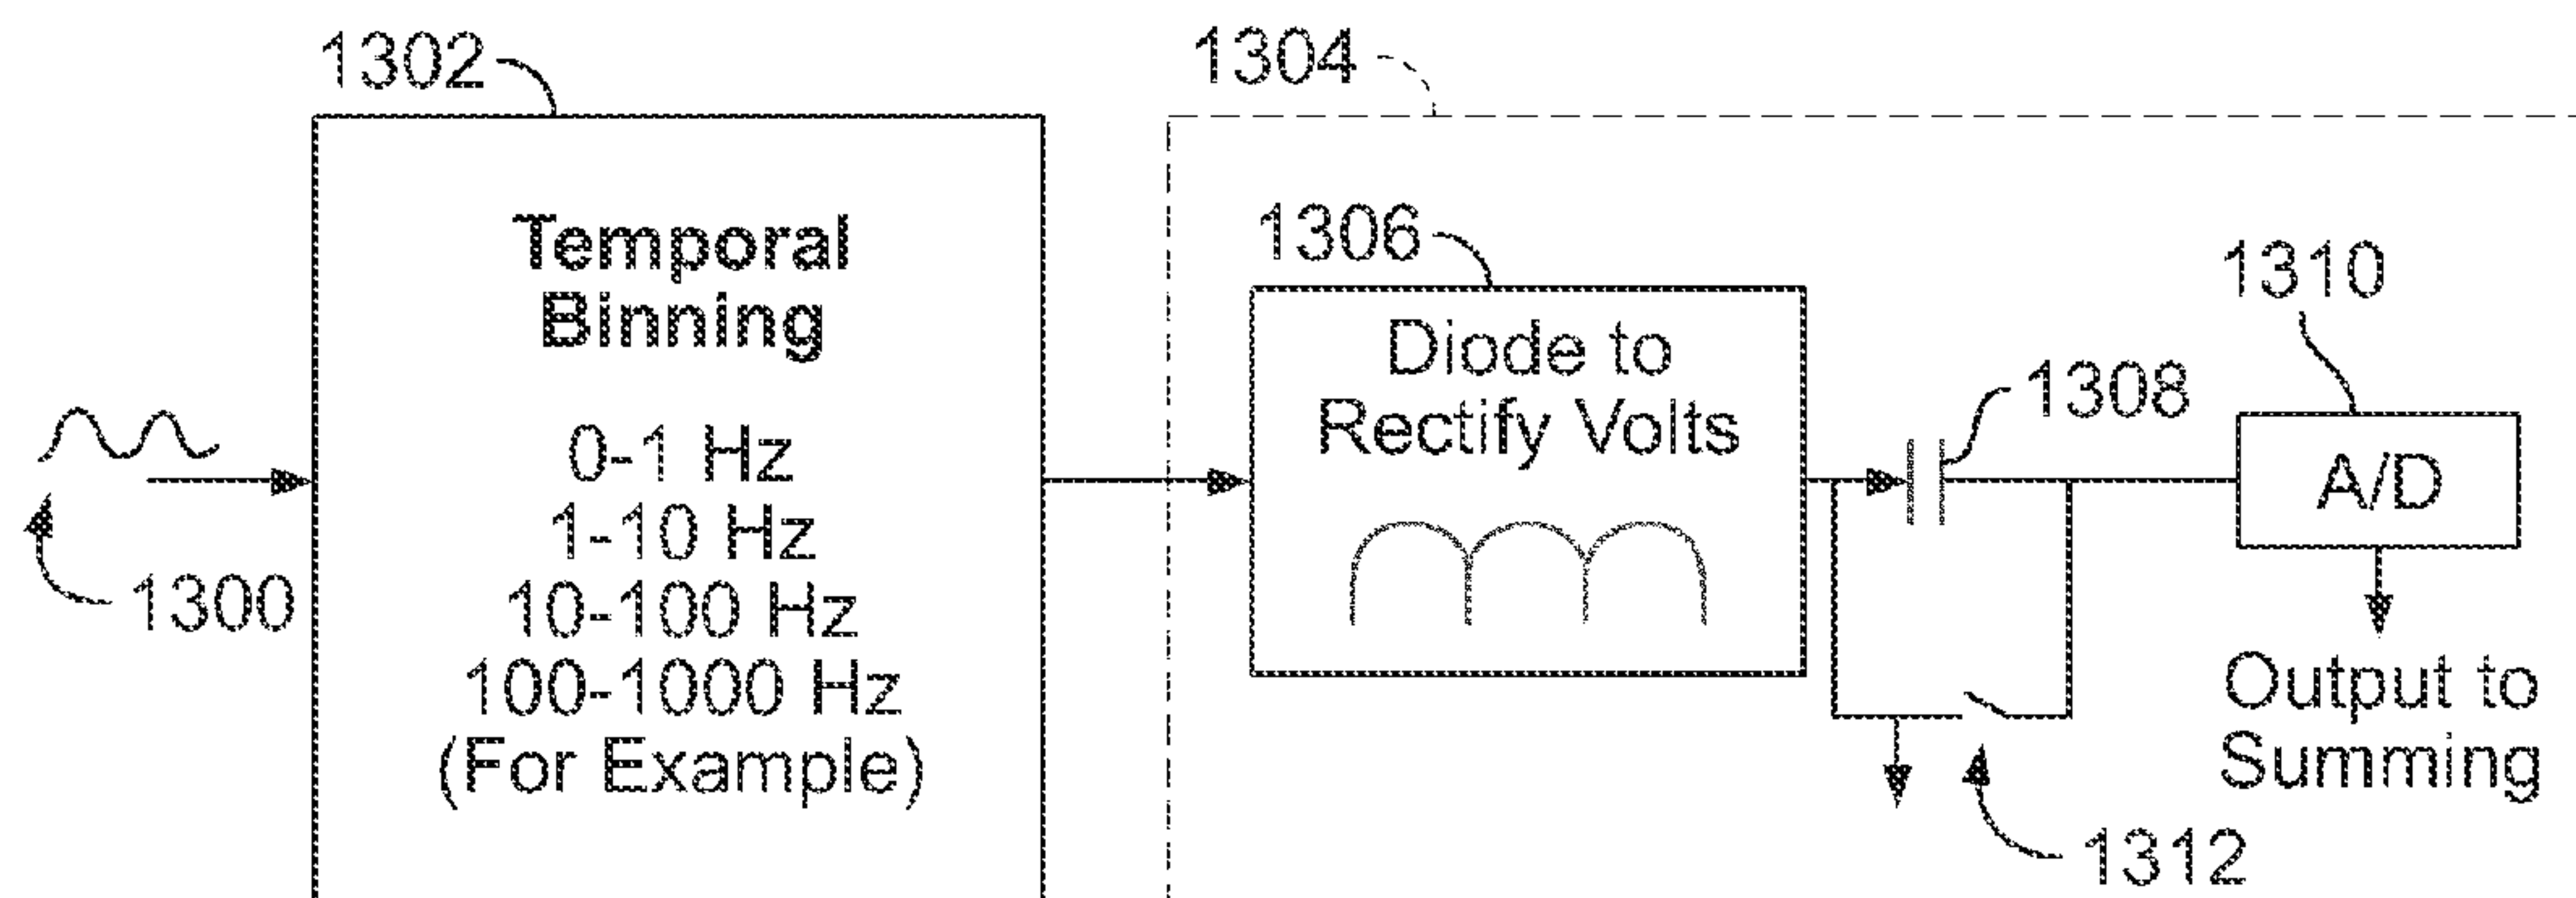 1302
1304
Temporal
Binning
0-1 Hz
1-10 Hz
10-100 Hz
100-1000 Hz
(For Example)
1300
1306
Diode to
Rectify Volts
1308
1310
A/D
Output to
Summing
1312